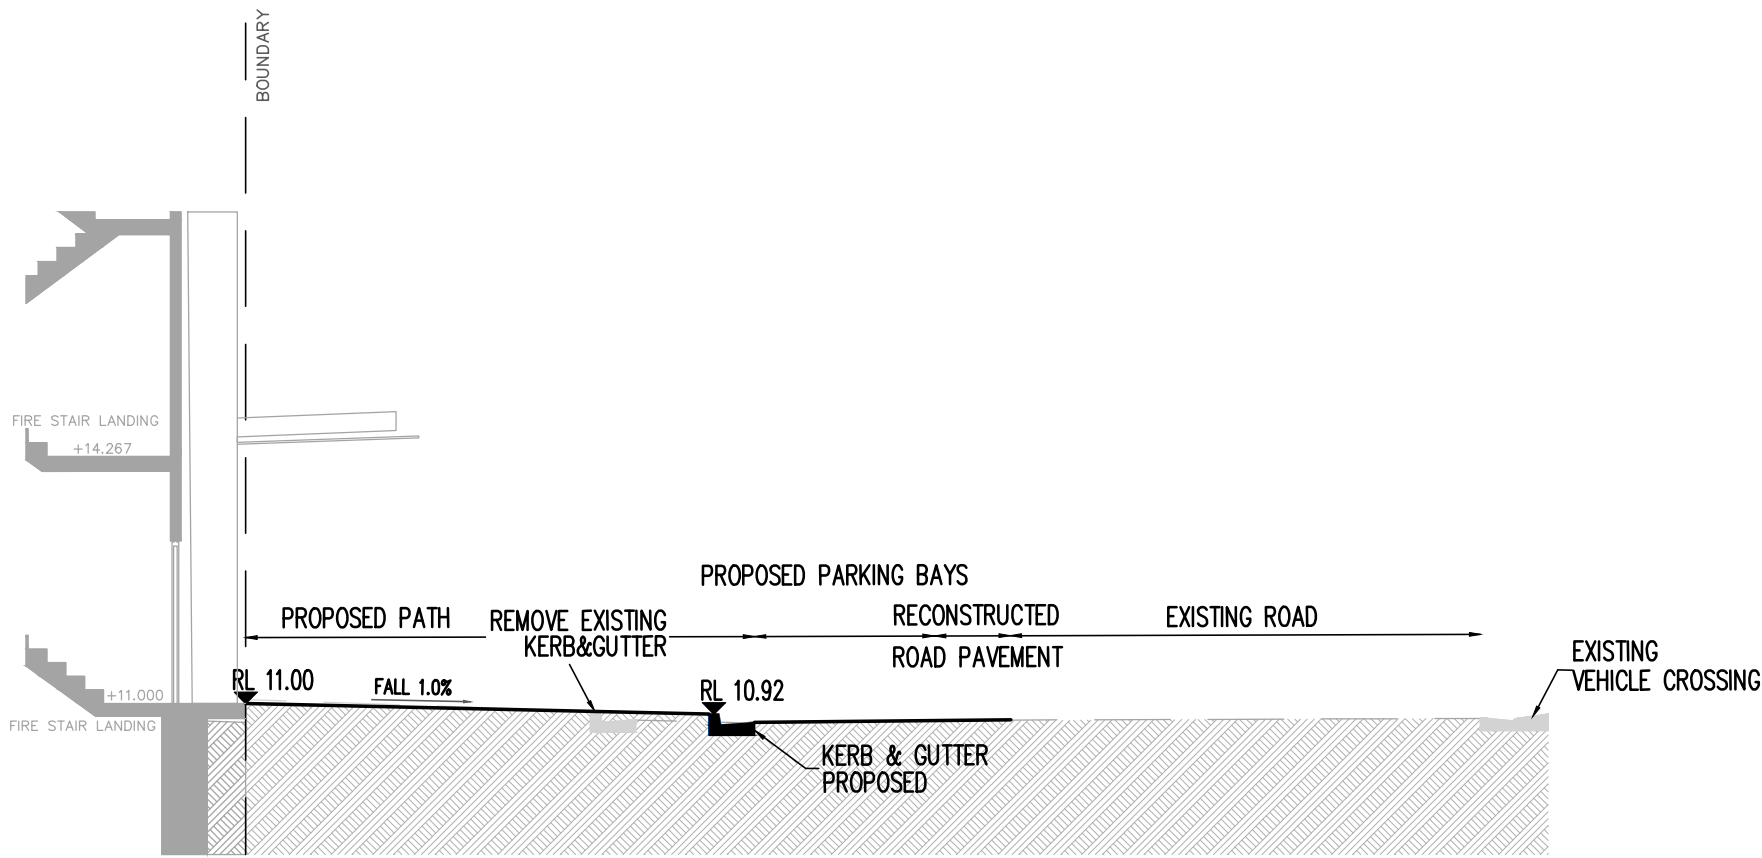 BOUNDARY
FIRE STAIR LANDING
+14.267
PROPOSED PARKING BAYS
PROPOSED PATH
REMOVE EXISTING
KERB&GUTTER
RECONSTRUCTED
ROAD PAVEMENT
EXISTING ROAD
EXISTING
VEHICLE CROSSING
RL 11.00
FALL 1.0%
RL 10.92
+11.000
FIRE STAIR LANDING
KERB & GUTTER
PROPOSED